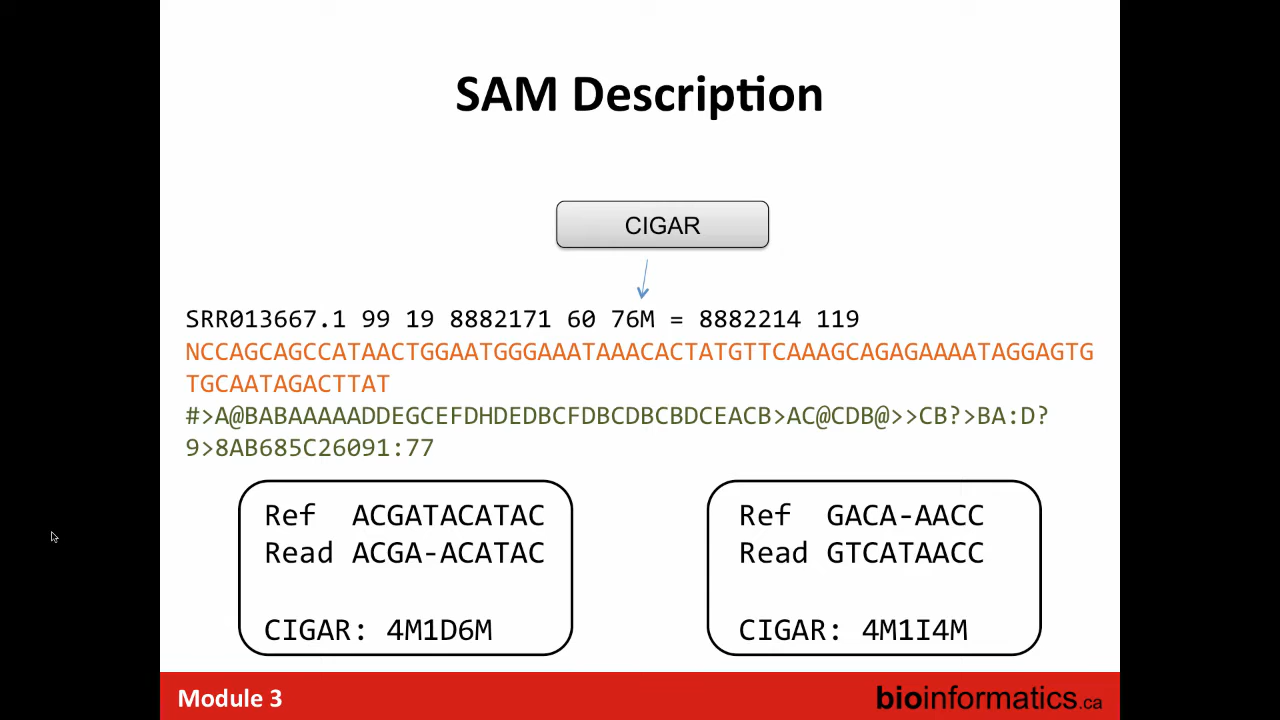 SAM Description
CIGAR
SRR013667.1 99 19 8882171 60 76M = 8882214 119
NCCAGCAGCCATAACTGGAATGGGAAATAAACACTATGTTCAAAGCAGAGAAAATAGGAGTG
TGCAATAGACTTAT
#>A@BABAAAAADDEGCEFDHDEDBCFDBCDBCBDCEACB>AC@CDB@>>CB?>BA:D?
9>8AB685C26091:77
Ref ACGATACATAC
Read ACGA-ACATAC
CIGAR: 4M1D6M
Ref GACA-AACC
Read GTCATAACC
CIGAR: 4M1I4M
Module 3
bioinformatics.ca